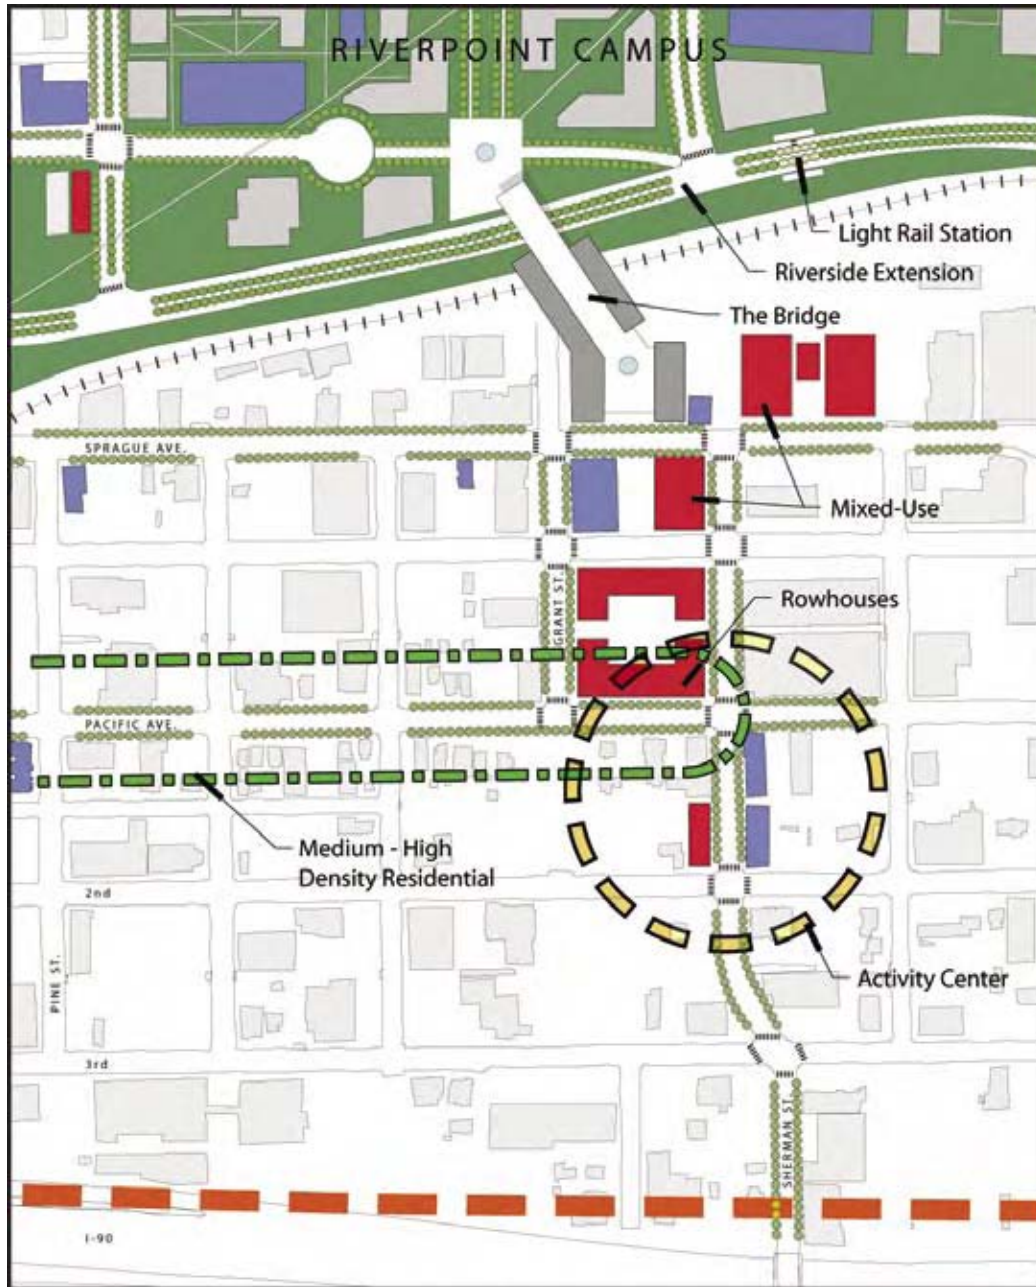 RIVERPOINT CAMPUS
Light Rail Station
Riverside Extension
The Bridge
SPRAGUE AVE.
Mixed-Use
GRANT ST.
Rowhouses
PACIFIC AVE.
Medium - High
Density Residential
2nd
Activity Center
PINE ST.
3rd
SHERMAN ST.
I-90